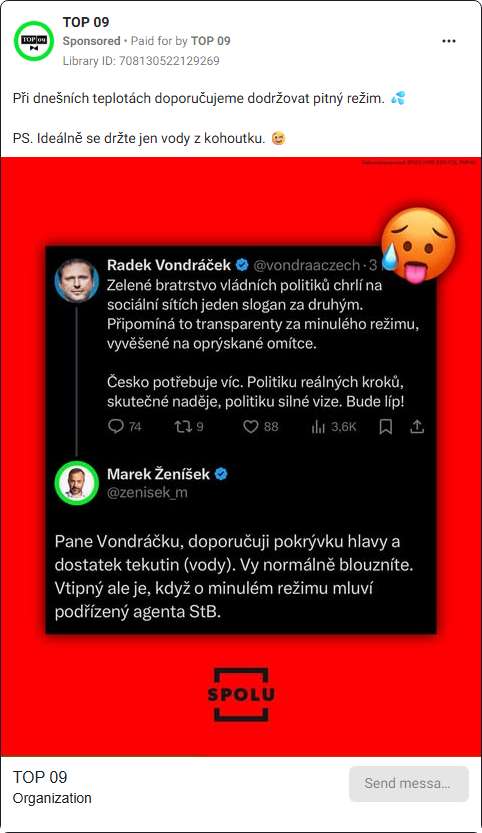 TOP 09
Sponsored • Paid for by TOP 09
Library ID: 708130522129269
Při dnešních teplotách doporučujeme dodržovat pitný režim. 💦
PS. Ideálně se držte jen vody z kohoutku. 😉
Radek Vondráček @vondraaczech · 3
Zelené bratrstvo vládních politiků chrlí na
sociální sítích jeden slogan za druhým.
Připomíná to transparenty za minulého režimu,
vyvěšené na oprýskané omítce.
Česko potřebuje víc. Politiku reálných kroků,
skutečné naděje, politiku silné vize. Bude líp!
74 9 88 3,6K
Marek Ženíšek
@zenisek_m
Pane Vondráčku, doporučuji pokrývku hlavy a
dostatek tekutin (vody). Vy normálně blouzníte.
Vtipný ale je, když o minulém režimu mluví
podřízený agenta StB.
SPOLU
TOP 09
Organization
Send messa...